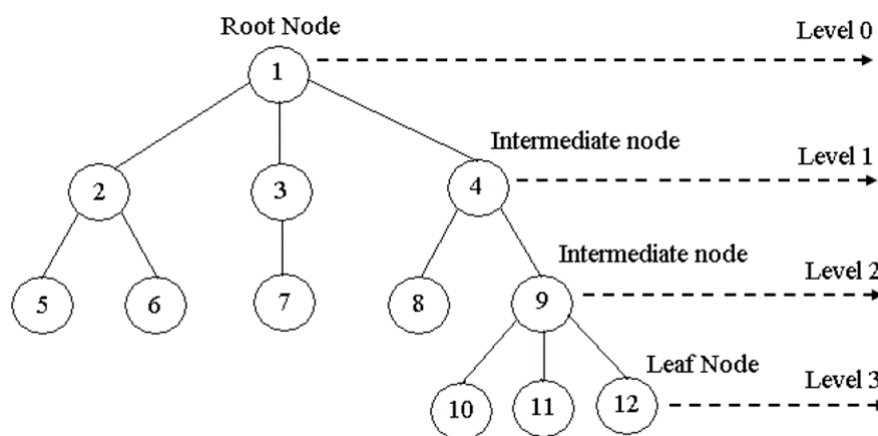 Root Node
Level 0
1
Intermediate node
Level 1
2
3
4
Intermediate node
Level 2
5
6
7
8
9
Leaf Node
Level 3
10
11
12